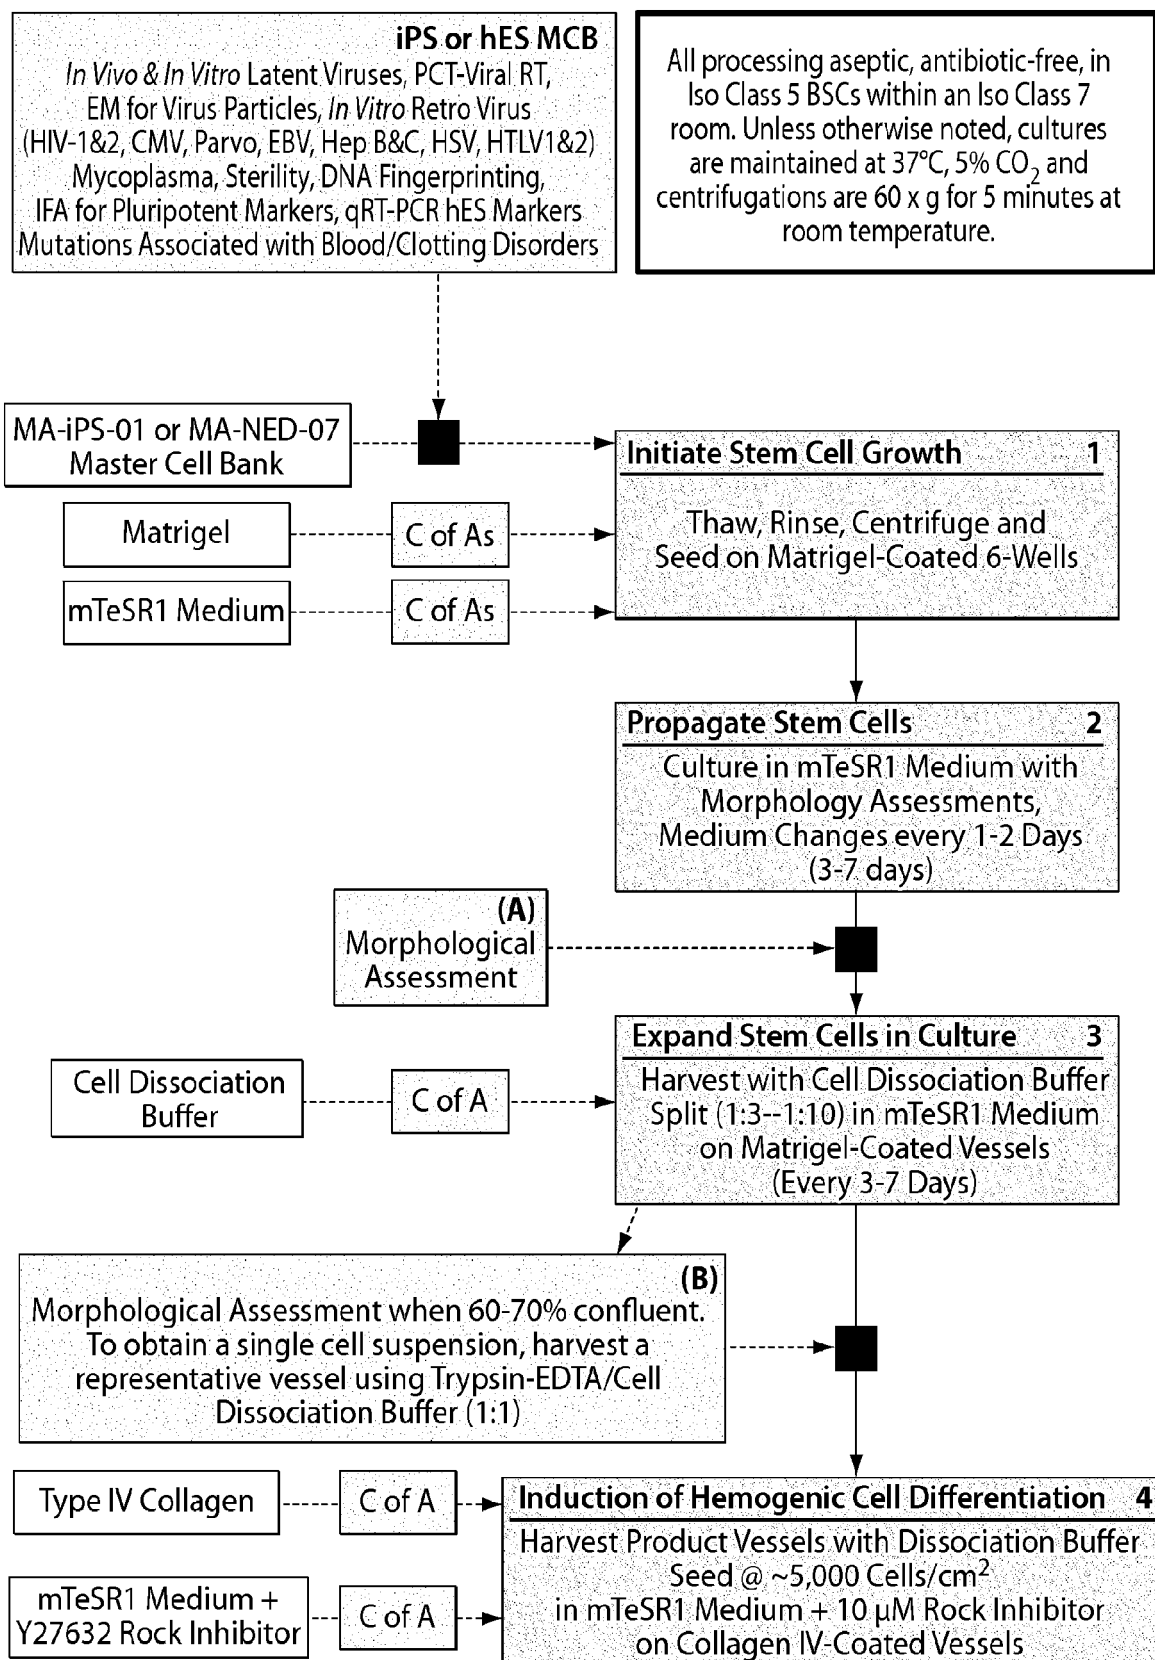 iPS or hES MCB
In Vivo & In Vitro Latent Viruses, PCT-Viral RT,
EM for Virus Particles, In Vitro Retro Virus
(HIV-1&2, CMV, Parvo, EBV, Hep B&C, HSV, HTLV1&2)
Mycoplasma, Sterility, DNA Fingerprinting,
IFA for Pluripotent Markers, qRT-PCR hES Markers
Mutations Associated with Blood/Clotting Disorders
All processing aseptic, antibiotic-free, in
Iso Class 5 BSCs within an Iso Class 7
room. Unless otherwise noted, cultures
are maintained at 37°C, 5% CO2 and
centrifugations are 60 x g for 5 minutes at
room temperature.
MA-iPS-01 or MA-NED-07
Master Cell Bank
Initiate Stem Cell Growth 1
Thaw, Rinse, Centrifuge and
Seed on Matrigel-Coated 6-Wells
Matrigel
C of As
mTeSR1 Medium
C of As
Propagate Stem Cells 2
Culture in mTeSR1 Medium with
Morphology Assessments,
Medium Changes every 1-2 Days
(3-7 days)
(A)
Morphological
Assessment
Expand Stem Cells in Culture 3
Harvest with Cell Dissociation Buffer
Split (1:3--1:10) in mTeSR1 Medium
on Matrigel-Coated Vessels
(Every 3-7 Days)
Cell Dissociation
Buffer
C of A
(B)
Morphological Assessment when 60-70% confluent.
To obtain a single cell suspension, harvest a
representative vessel using Trypsin-EDTA/Cell
Dissociation Buffer (1:1)
Type IV Collagen
C of A
Induction of Hemogenic Cell Differentiation 4
Harvest Product Vessels with Dissociation Buffer
Seed @ ~5,000 Cells/cm2
in mTeSR1 Medium + 10 µM Rock Inhibitor
on Collagen IV-Coated Vessels
mTeSR1 Medium +
Y27632 Rock Inhibitor
C of A